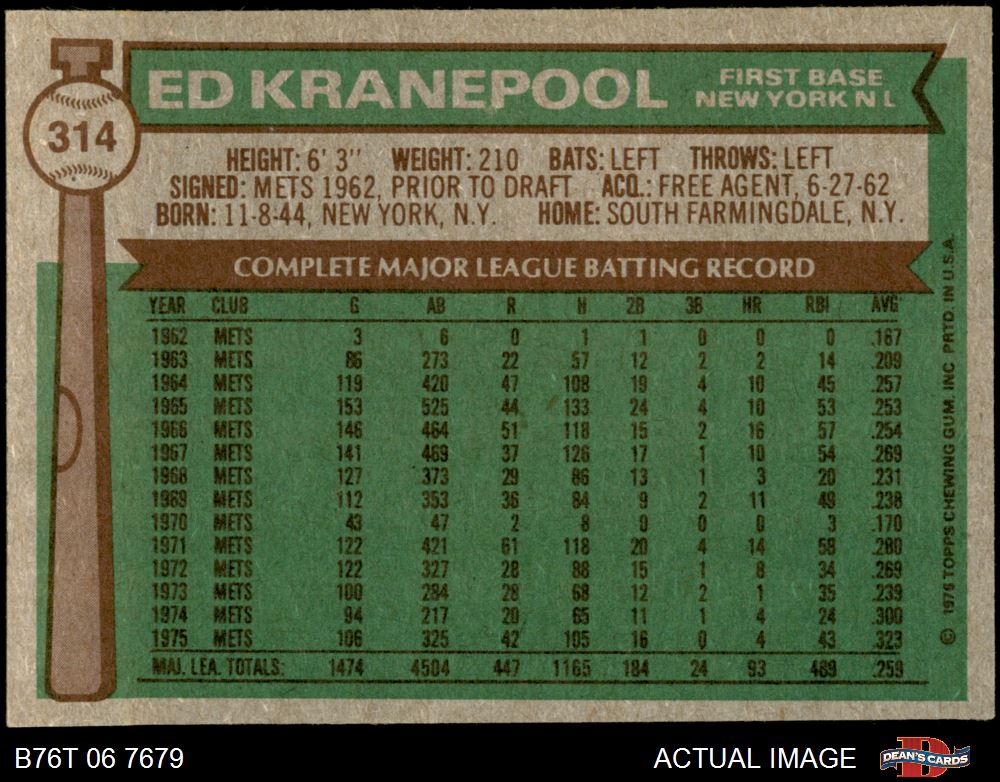 314
ED KRANEPOOL
FIRST BASE
NEW YORK N L
HEIGHT: 6' 3" WEIGHT: 210 BATS: LEFT THROWS: LEFT
SIGNED: METS 1962, PRIOR TO DRAFT ACQ.: FREE AGENT, 6-27-62
BORN: 11-8-44, NEW YORK, N.Y. HOME: SOUTH FARMINGDALE, N.Y.
COMPLETE MAJOR LEAGUE BATTING RECORD
YEAR CLUB G AB R H 2B 3B HR RBI AVG
1962 METS 3 6 0 1 1 0 0 0 .167
1963 METS 86 273 22 57 12 2 2 14 .209
1964 METS 119 420 47 108 19 4 10 45 .257
1965 METS 153 525 44 133 24 4 10 53 .253
1966 METS 146 464 51 118 15 2 16 57 .254
1967 METS 141 469 37 126 17 1 10 54 .269
1968 METS 127 373 29 86 13 1 3 20 .231
1969 METS 112 353 36 84 9 2 11 49 .238
1970 METS 43 47 2 8 0 0 0 3 .170
1971 METS 122 421 61 118 20 4 14 58 .280
1972 METS 122 327 28 88 15 1 8 34 .269
1973 METS 100 284 28 68 12 2 1 35 .239
1974 METS 94 217 20 65 11 1 4 24 .300
1975 METS 106 325 42 105 16 0 4 43 .323
MAJ. LEA. TOTALS: 1474 4504 447 1165 184 24 93 489 .259
© 1976 TOPPS CHEWING GUM, INC PRTD. IN U.S.A.
B76T 06 7679
ACTUAL IMAGE
DEAN'S CARDS